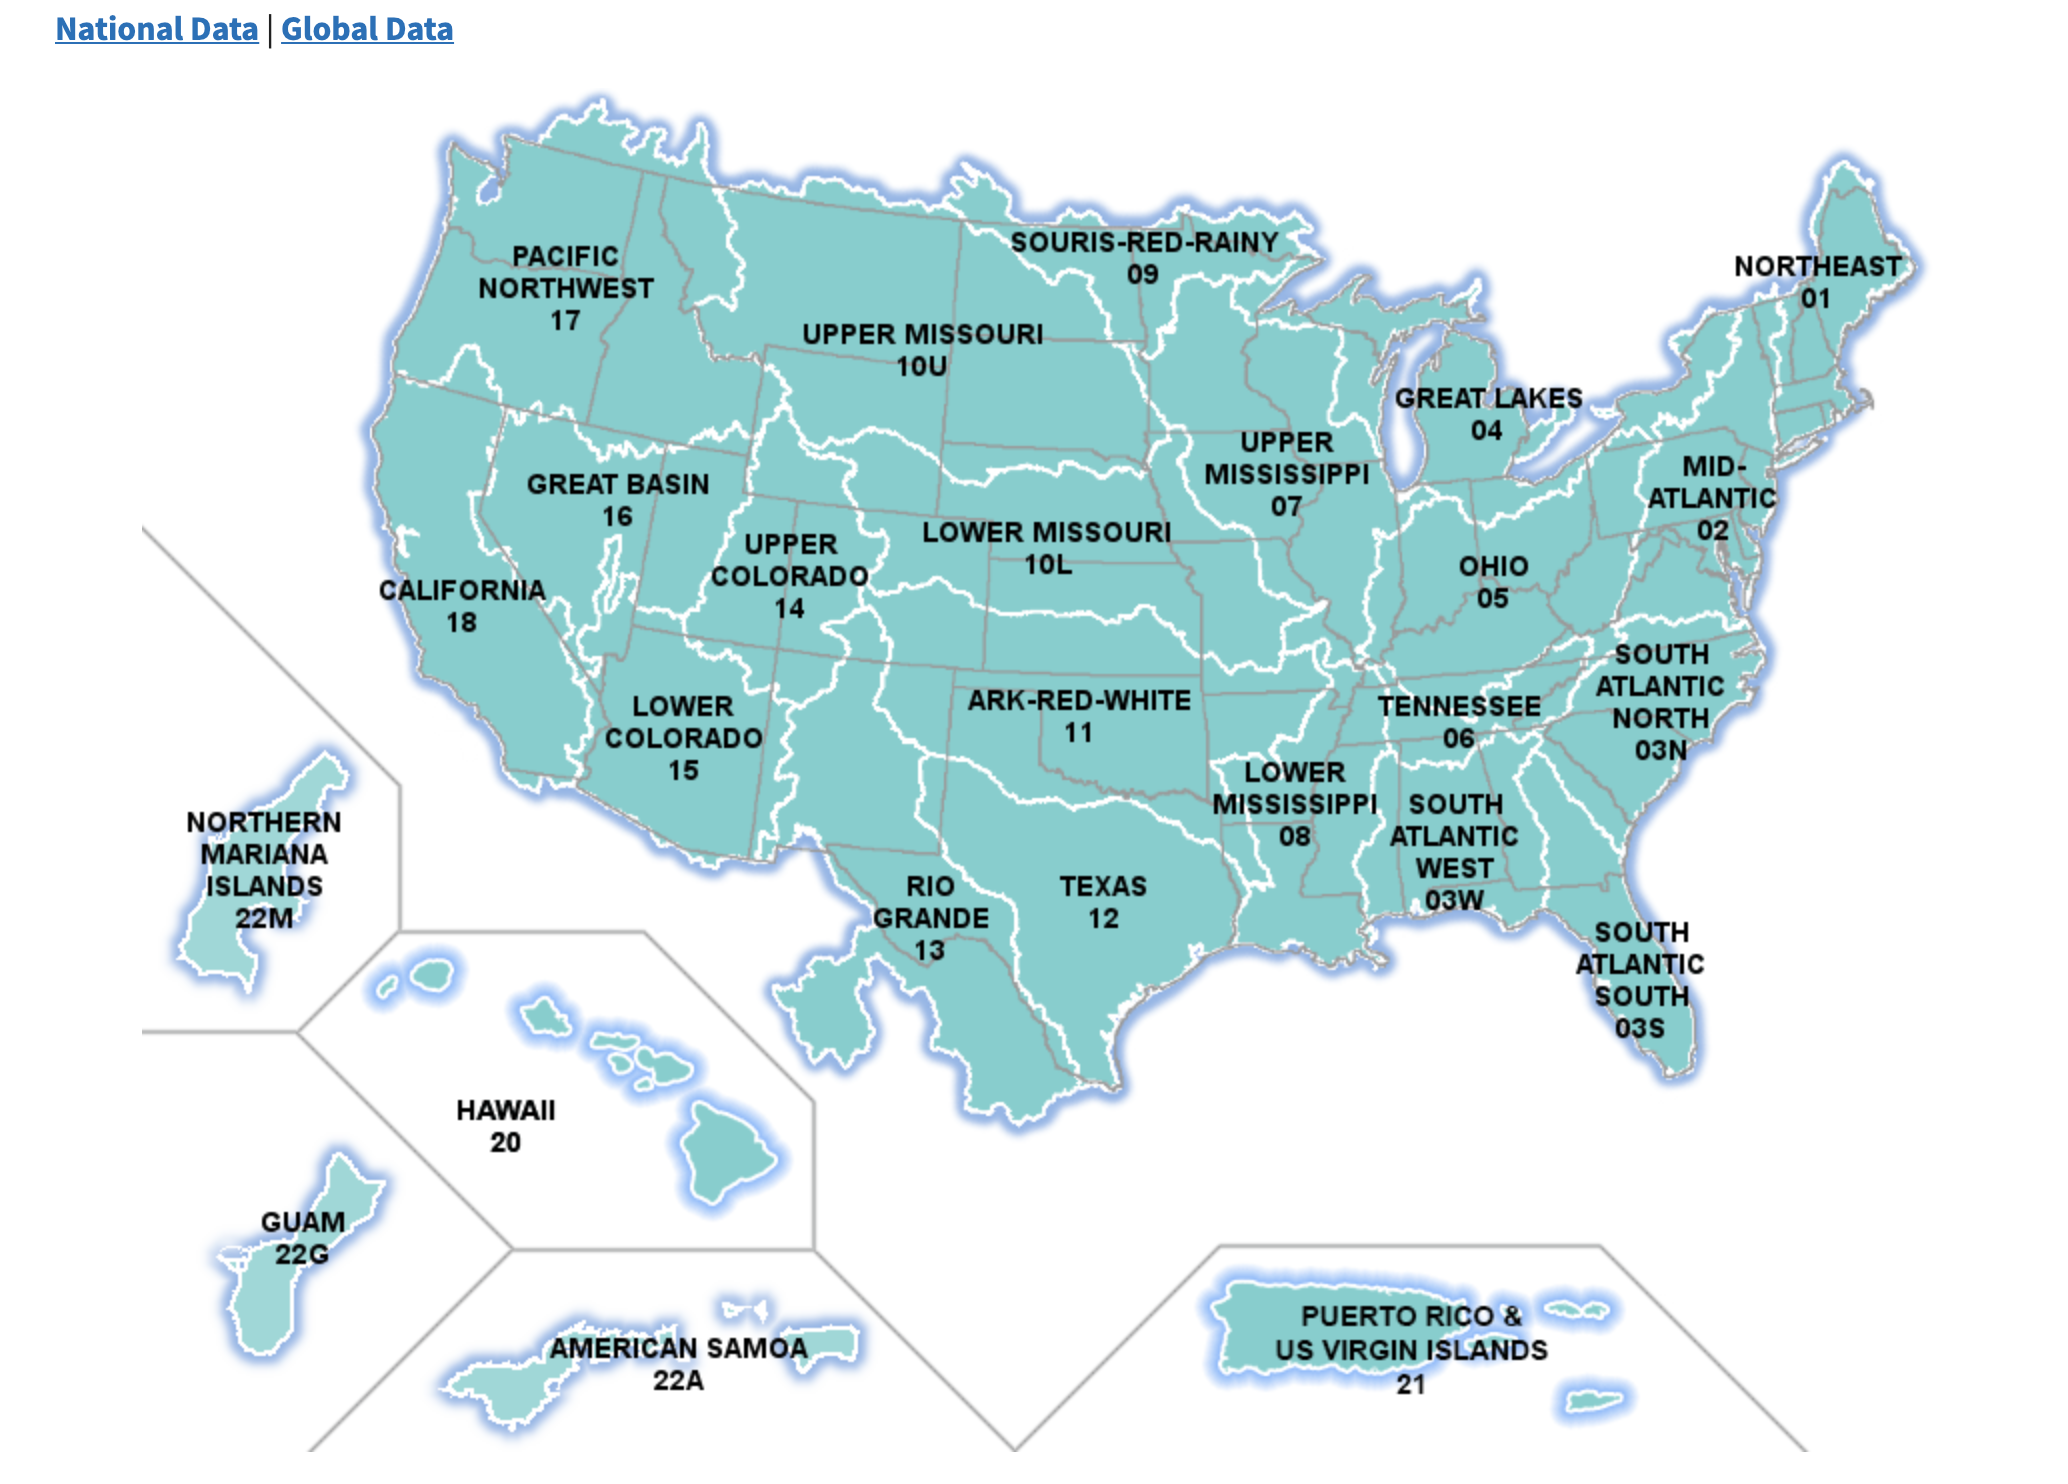 National Data | Global Data
SOURIS-RED-RAINY
09
PACIFIC
NORTHWEST
17
NORTHEAST
01
UPPER MISSOURI
10U
GREAT LAKES
04
UPPER
MISSISSIPPI
07
MID-
ATLANTIC
02
GREAT BASIN
16
LOWER MISSOURI
10L
UPPER
COLORADO
14
OHIO
05
CALIFORNIA
18
SOUTH
ATLANTIC
NORTH
03N
LOWER
COLORADO
15
ARK-RED-WHITE
11
TENNESSEE
06
LOWER
MISSISSIPPI
08
SOUTH
ATLANTIC
WEST
03W
NORTHERN
MARIANA
ISLANDS
22M
RIO
GRANDE
13
TEXAS
12
SOUTH
ATLANTIC
SOUTH
03S
HAWAII
20
GUAM
22G
AMERICAN SAMOA
22A
PUERTO RICO &
US VIRGIN ISLANDS
21